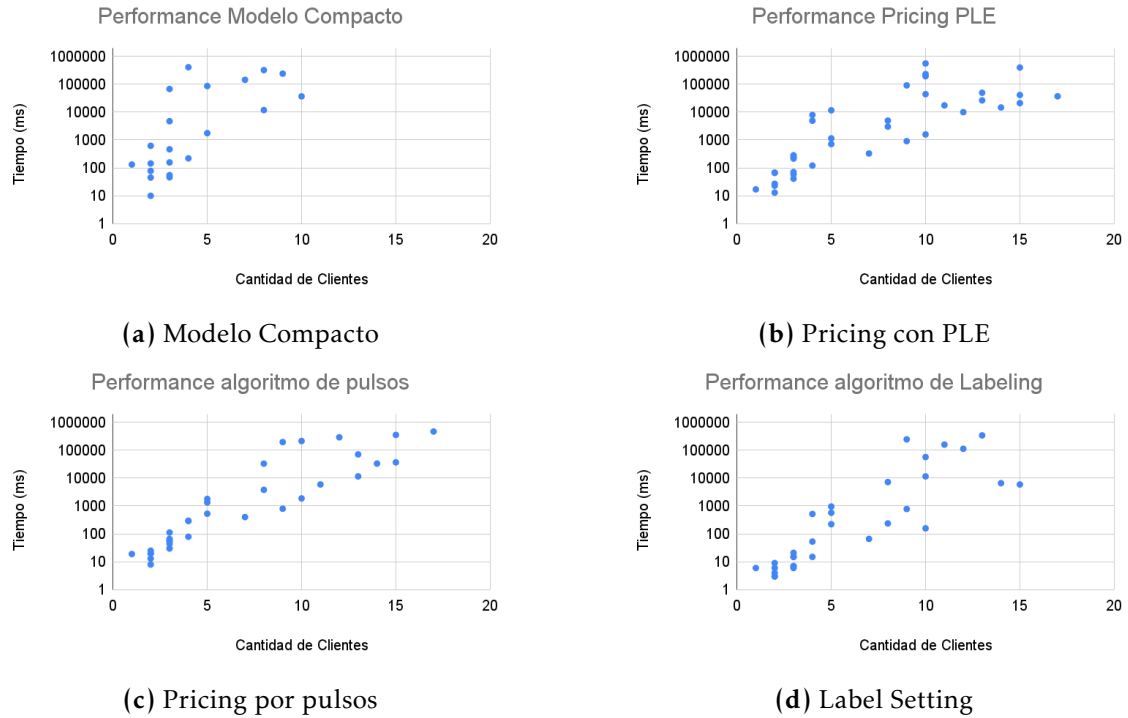 Performance Modelo Compacto
Tiempo (ms)
1000000
100000
10000
1000
100
10
1
0 5 10 15 20
Cantidad de Clientes
(a) Modelo Compacto
Performance Pricing PLE
Tiempo (ms)
1000000
100000
10000
1000
100
10
1
0 5 10 15 20
Cantidad de Clientes
(b) Pricing con PLE
Performance algoritmo de pulsos
Tiempo (ms)
1000000
100000
10000
1000
100
10
1
0 5 10 15 20
Cantidad de Clientes
(c) Pricing por pulsos
Performance algoritmo de Labeling
Tiempo (ms)
1000000
100000
10000
1000
100
10
1
0 5 10 15 20
Cantidad de Clientes
(d) Label Setting